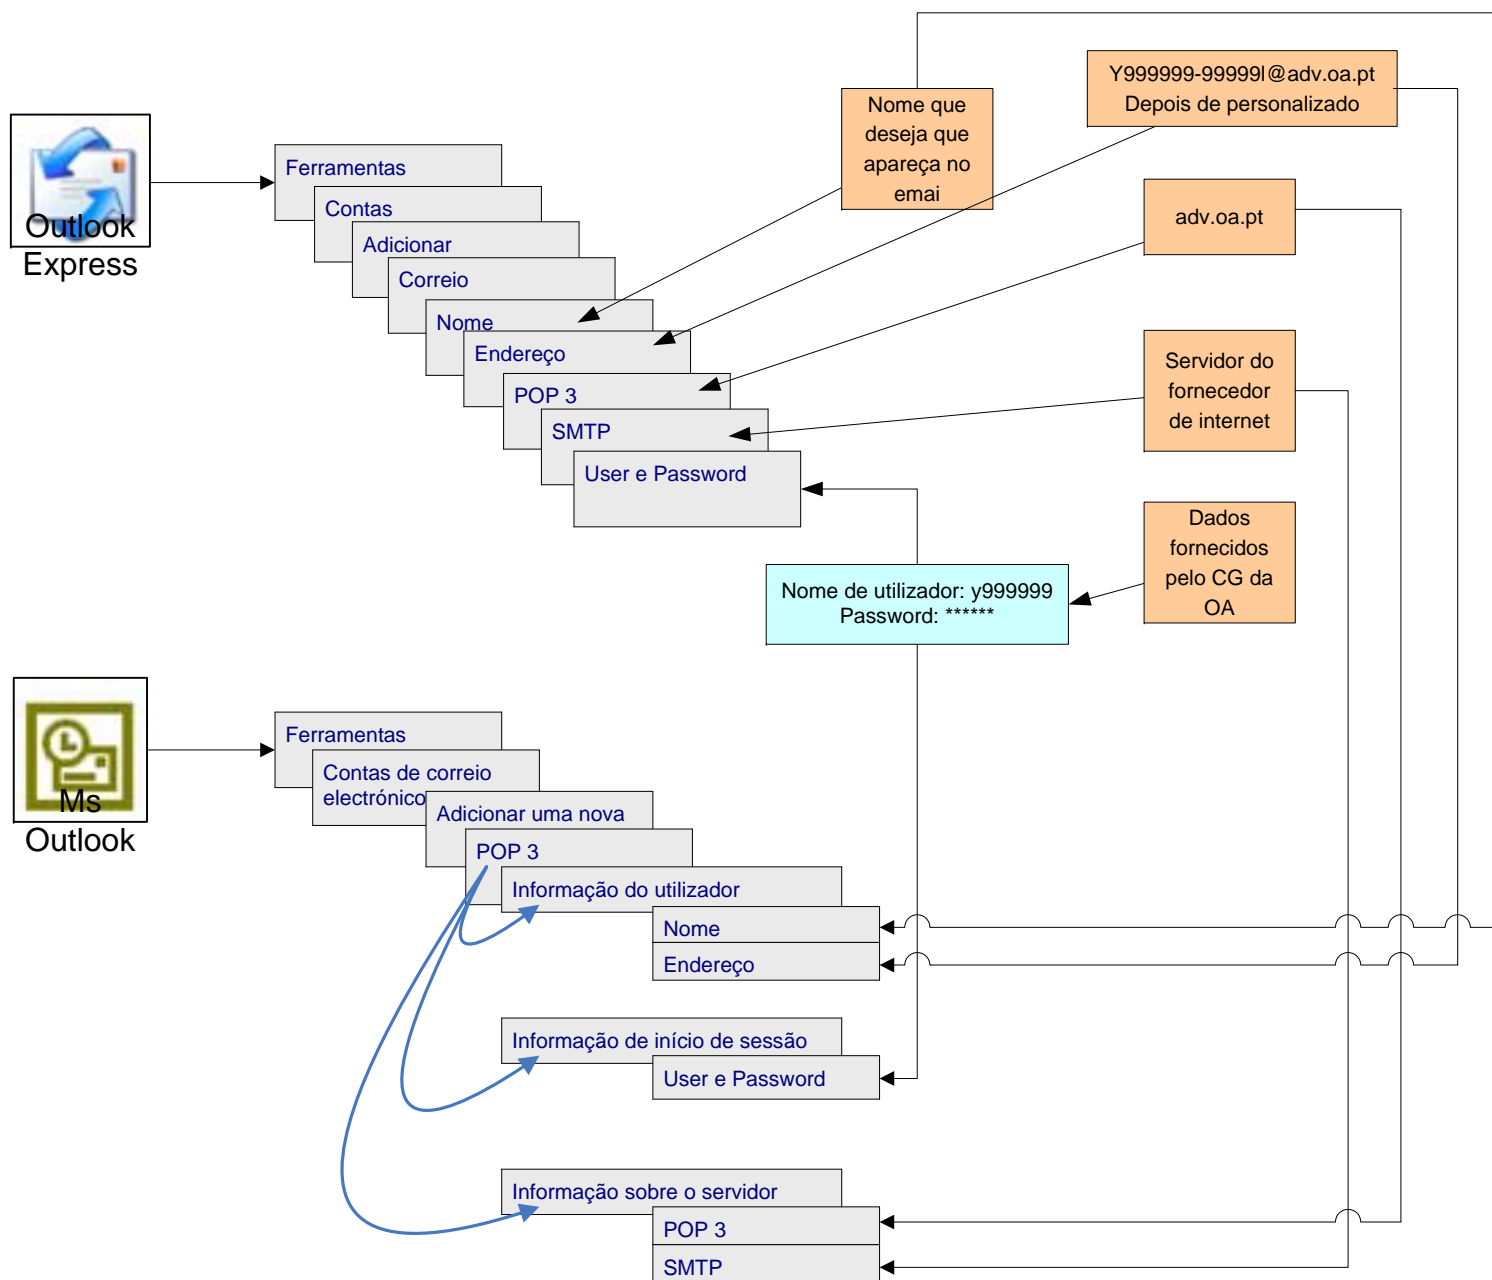 Y999999-99999l@adv.oa.pt
Depois de personalizado
Nome que
deseja que
apareça no
emai
Outlook
Express
Ferramentas
Contas
Adicionar
Correio
Nome
Endereço
POP 3
SMTP
User e Password
adv.oa.pt
Servidor do
fornecedor
de internet
Dados
fornecidos
pelo CG da
OA
Nome de utilizador: y999999
Password: ******
Ms
Outlook
Ferramentas
Contas de correio
electrónico
Adicionar uma nova
POP 3
Informação do utilizador
Nome
Endereço
Informação de início de sessão
User e Password
Informação sobre o servidor
POP 3
SMTP